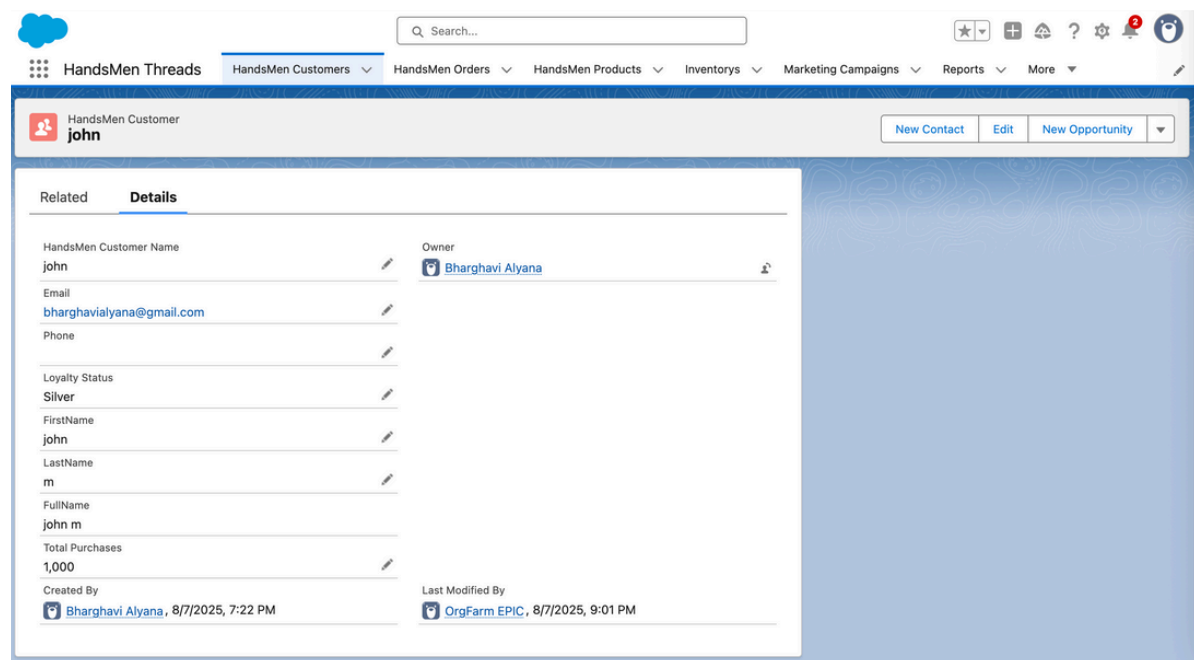 Search...
2
HandsMen Threads HandsMen Customers HandsMen Orders HandsMen Products Inventorys Marketing Campaigns Reports More
HandsMen Customer
john
New Contact Edit New Opportunity
Related Details
HandsMen Customer Name
john
Owner
Bharghavi Alyana
Email
bharghavialyana@gmail.com
Phone
Loyalty Status
Silver
FirstName
john
LastName
m
FullName
john m
Total Purchases
1,000
Created By
Bharghavi Alyana, 8/7/2025, 7:22 PM
Last Modified By
OrgFarm EPIC, 8/7/2025, 9:01 PM